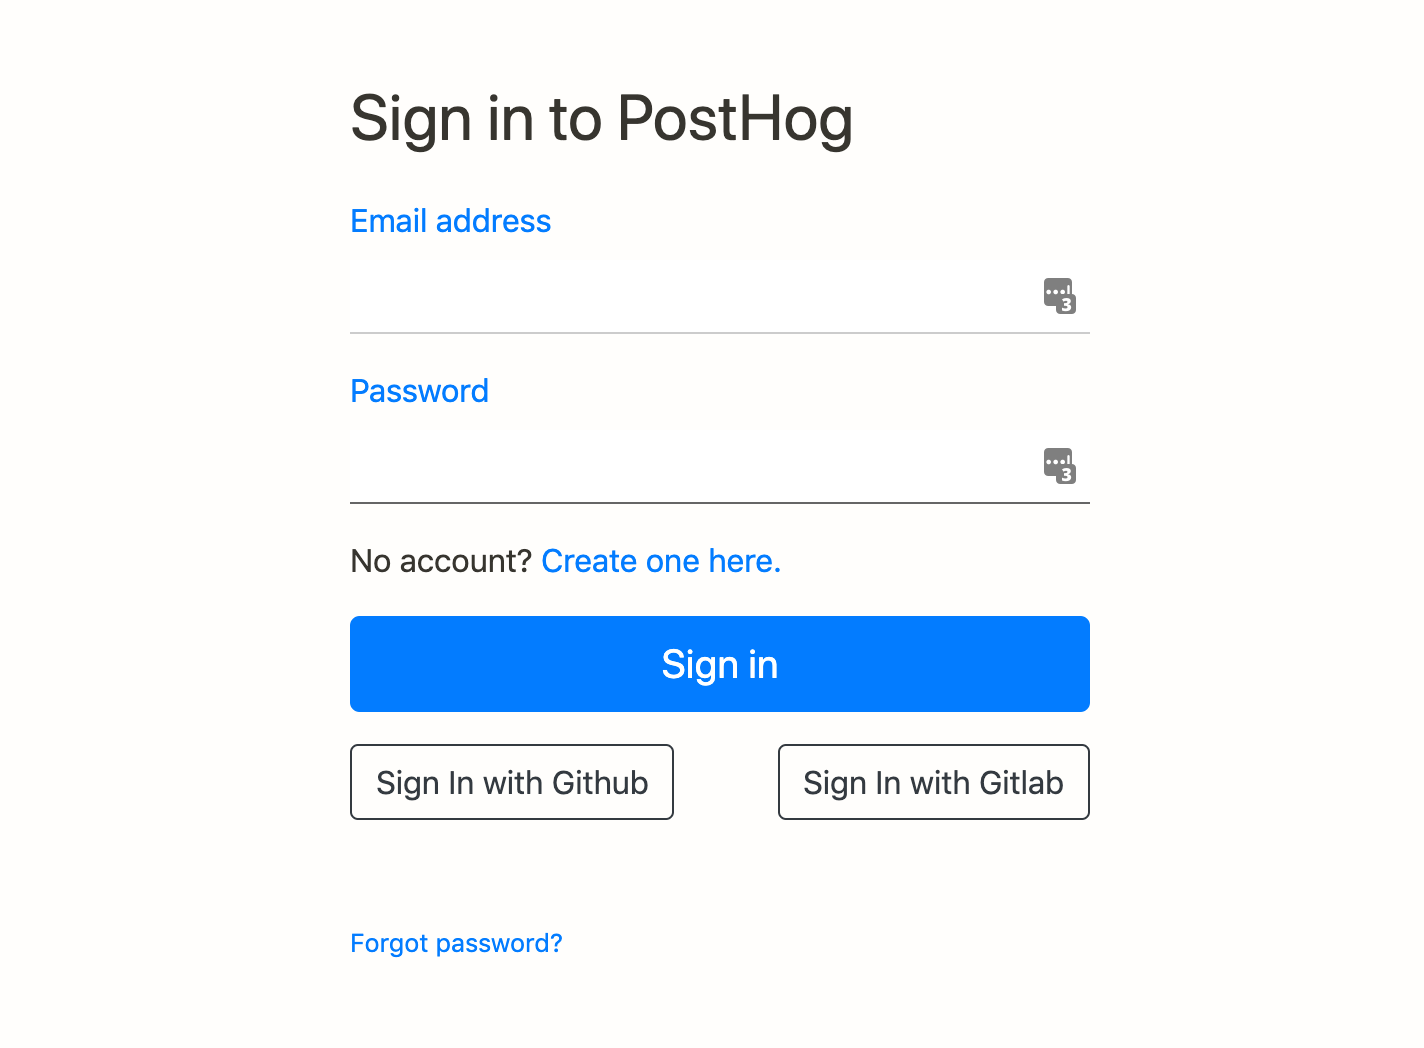 Sign in to PostHog
Email address
3
Password
3
No account? Create one here.
Sign in
Sign In with Github
Sign In with Gitlab
Forgot password?